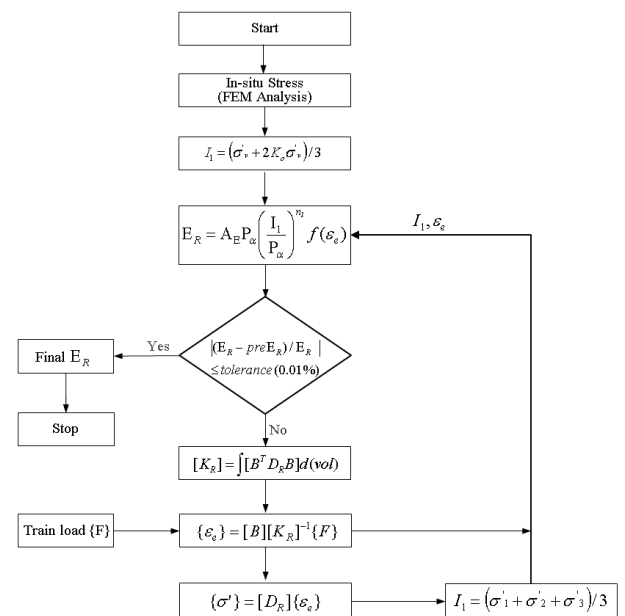 Start
In-situ Stress
(FEM Analysis)
I₁ = (σ'ᵥ + 2Kₒσ'ᵥ)/3
E_R = A_E P_α (I₁/P_α)^{n_I} f(ε_e)
I₁, ε_e
|(E_R – preE_R)/E_R |
≤ tolerance (0.01%)
Yes
Final E_R
Stop
No
[K_R] = ∫[B^T D_R B]d(vol)
Train load {F}
{ε_e} = [B][K_R]⁻¹{F}
{σ'} = [D_R]{ε_e}
I₁ = (σ'₁ + σ'₂ + σ'₃)/3